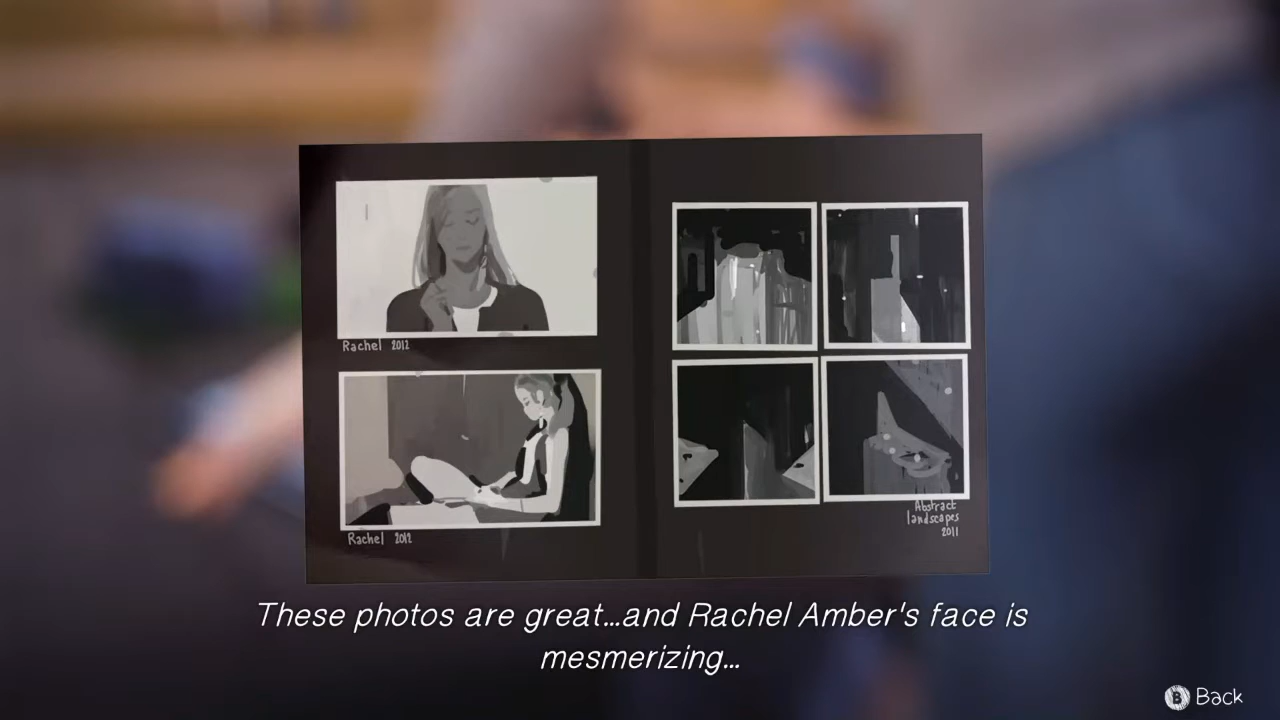 Rachel 2012
Rachel 2012
Abstract
landscapes
2011
These photos are great...and Rachel Amber's face is
mesmerizing...
B Back